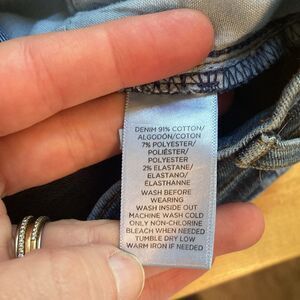 DENIM 91% COTTON/
ALGODÓN/COTON
7% POLYESTER/
POLIÉSTER/
POLYESTER
2% ELASTANE/
ELASTANO/
ÉLASTHANNE
WASH BEFORE
WEARING
WASH INSIDE OUT
MACHINE WASH COLD
ONLY NON-CHLORINE
BLEACH WHEN NEEDED
TUMBLE DRY LOW
WARM IRON IF NEEDED